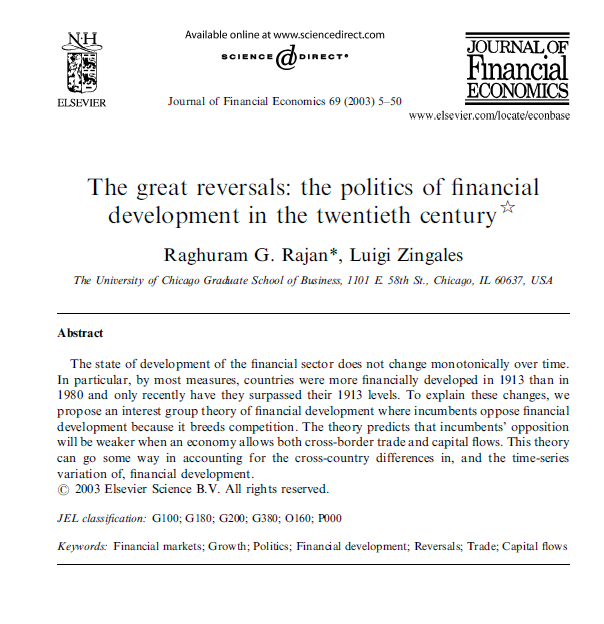 Available online at www.sciencedirect.com
N·H
SCIENCE DIRECT®
ELSEVIER
JOURNAL OF
Financial
ECONOMICS
Journal of Financial Economics 69 (2003) 5–50
www.elsevier.com/locate/econbase
The great reversals: the politics of financial
development in the twentieth century☆
Raghuram G. Rajan*, Luigi Zingales
The University of Chicago Graduate School of Business, 1101 E. 58th St., Chicago, IL 60637, USA
Abstract
The state of development of the financial sector does not change monotonically over time.
In particular, by most measures, countries were more financially developed in 1913 than in
1980 and only recently have they surpassed their 1913 levels. To explain these changes, we
propose an interest group theory of financial development where incumbents oppose financial
development because it breeds competition. The theory predicts that incumbents' opposition
will be weaker when an economy allows both cross-border trade and capital flows. This theory
can go some way in accounting for the cross-country differences in, and the time-series
variation of, financial development.
© 2003 Elsevier Science B.V. All rights reserved.
JEL classification: G100; G180; G200; G380; O160; P000
Keywords: Financial markets; Growth; Politics; Financial development; Reversals; Trade; Capital flows